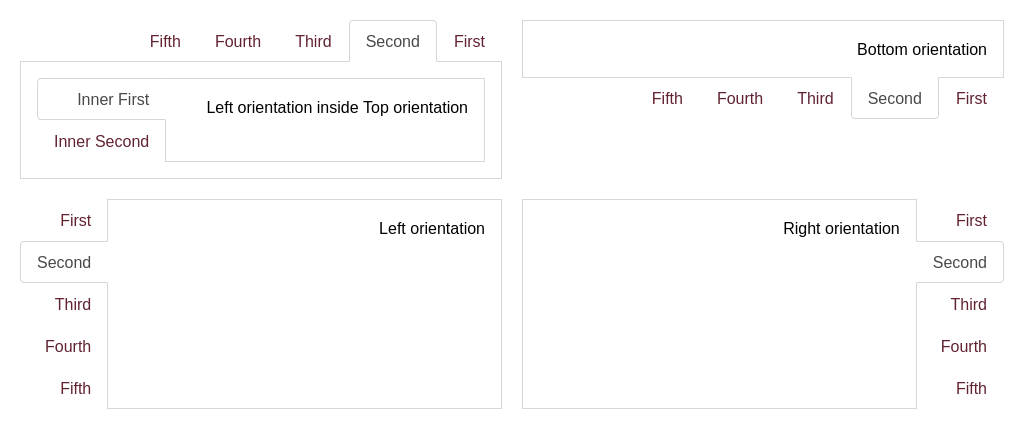 Fifth Fourth Third Second First
Inner First
Left orientation inside Top orientation
Inner Second
Bottom orientation
Fifth Fourth Third Second First
First
Second
Third
Fourth
Fifth
Left orientation
Right orientation
First
Second
Third
Fourth
Fifth